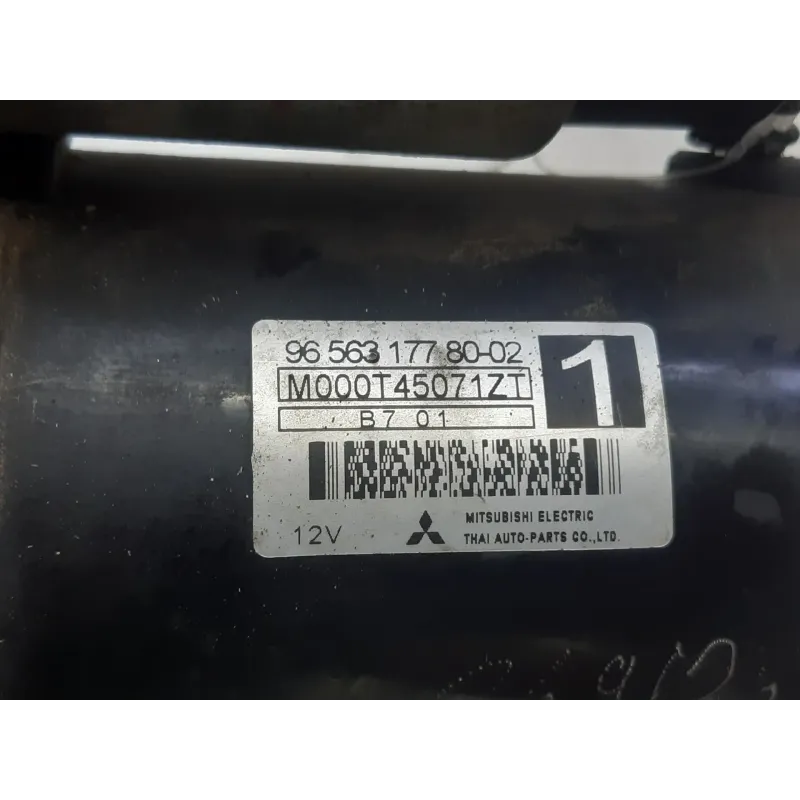 96 563 177 80-02
1
M000T45071ZT
B7 01
12V
MITSUBISHI ELECTRIC
THAI AUTO-PARTS CO.,LTD.